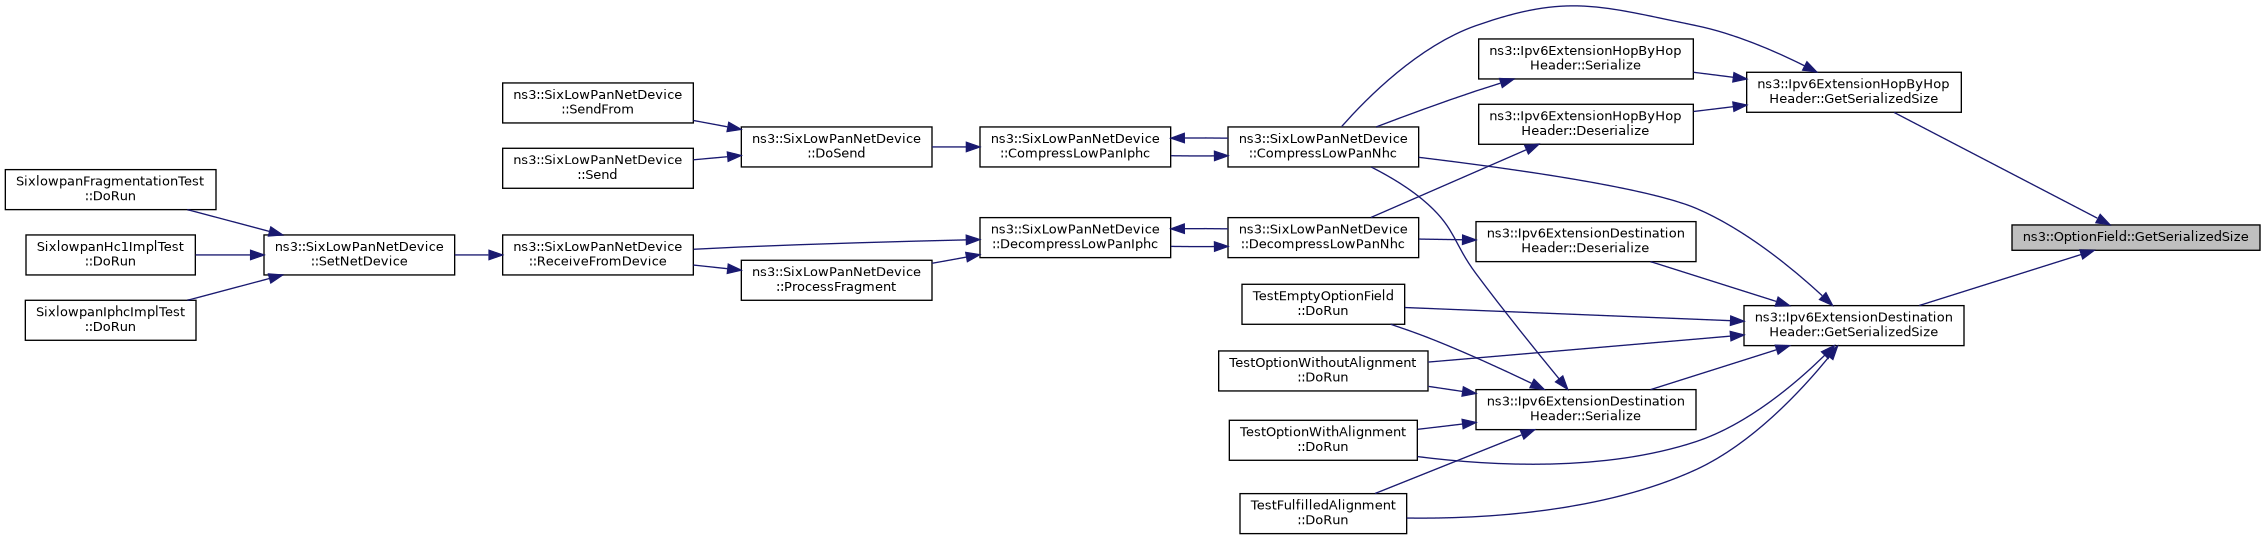 SixlowpanFragmentationTest
::DoRun
SixlowpanHc1ImplTest
::DoRun
SixlowpanIphcImplTest
::DoRun
ns3::SixLowPanNetDevice
::SetNetDevice
ns3::SixLowPanNetDevice
::SendFrom
ns3::SixLowPanNetDevice
::Send
ns3::SixLowPanNetDevice
::ReceiveFromDevice
ns3::SixLowPanNetDevice
::DoSend
ns3::SixLowPanNetDevice
::ProcessFragment
ns3::SixLowPanNetDevice
::CompressLowPanIphc
ns3::SixLowPanNetDevice
::DecompressLowPanIphc
ns3::SixLowPanNetDevice
::CompressLowPanNhc
ns3::SixLowPanNetDevice
::DecompressLowPanNhc
TestEmptyOptionField
::DoRun
TestOptionWithoutAlignment
::DoRun
TestOptionWithAlignment
::DoRun
TestFulfilledAlignment
::DoRun
ns3::Ipv6ExtensionHopByHop
Header::Serialize
ns3::Ipv6ExtensionHopByHop
Header::Deserialize
ns3::Ipv6ExtensionDestination
Header::Deserialize
ns3::Ipv6ExtensionDestination
Header::Serialize
ns3::Ipv6ExtensionHopByHop
Header::GetSerializedSize
ns3::Ipv6ExtensionDestination
Header::GetSerializedSize
ns3::OptionField::GetSerializedSize